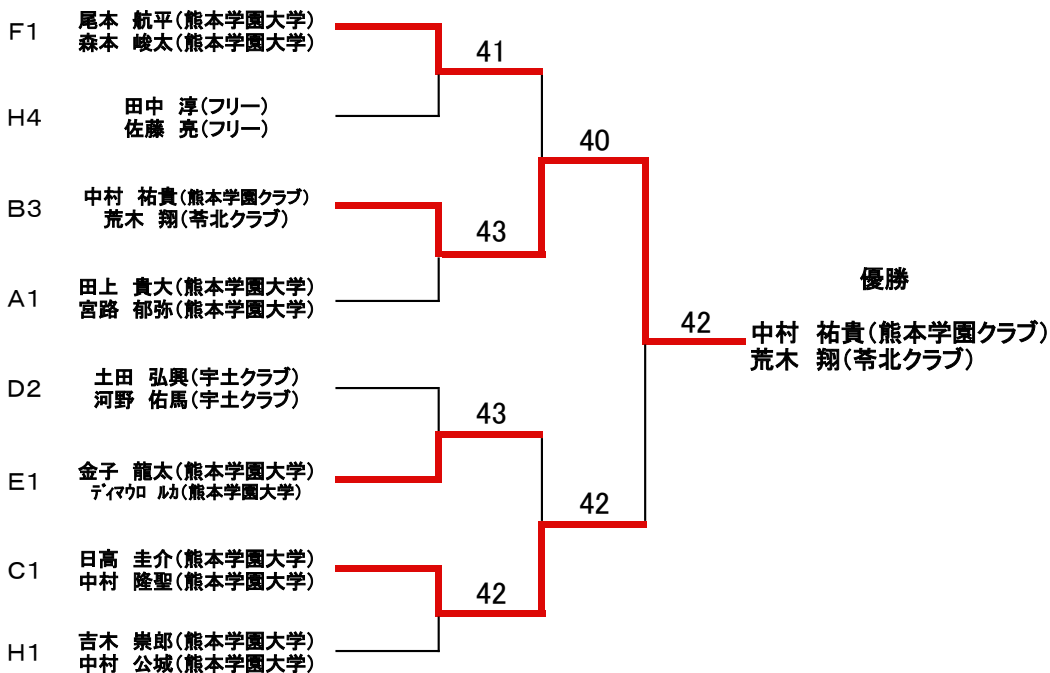 F1 尾本 航平(熊本学園大学)
森本 峻太(熊本学園大学)
41
H4 田中 淳(フリー)
佐藤 亮(フリー)
40
B3 中村 祐貴(熊本学園クラブ)
荒木 翔(苓北クラブ)
43
A1 田上 貴大(熊本学園大学)
宮路 郁弥(熊本学園大学)
優勝
42
中村 祐貴(熊本学園クラブ)
荒木 翔(苓北クラブ)
D2 土田 弘興(宇土クラブ)
河野 佑馬(宇土クラブ)
43
E1 金子 龍太(熊本学園大学)
ディマウロ ルカ(熊本学園大学)
42
C1 日高 圭介(熊本学園大学)
中村 隆聖(熊本学園大学)
42
H1 吉木 崇郎(熊本学園大学)
中村 公城(熊本学園大学)